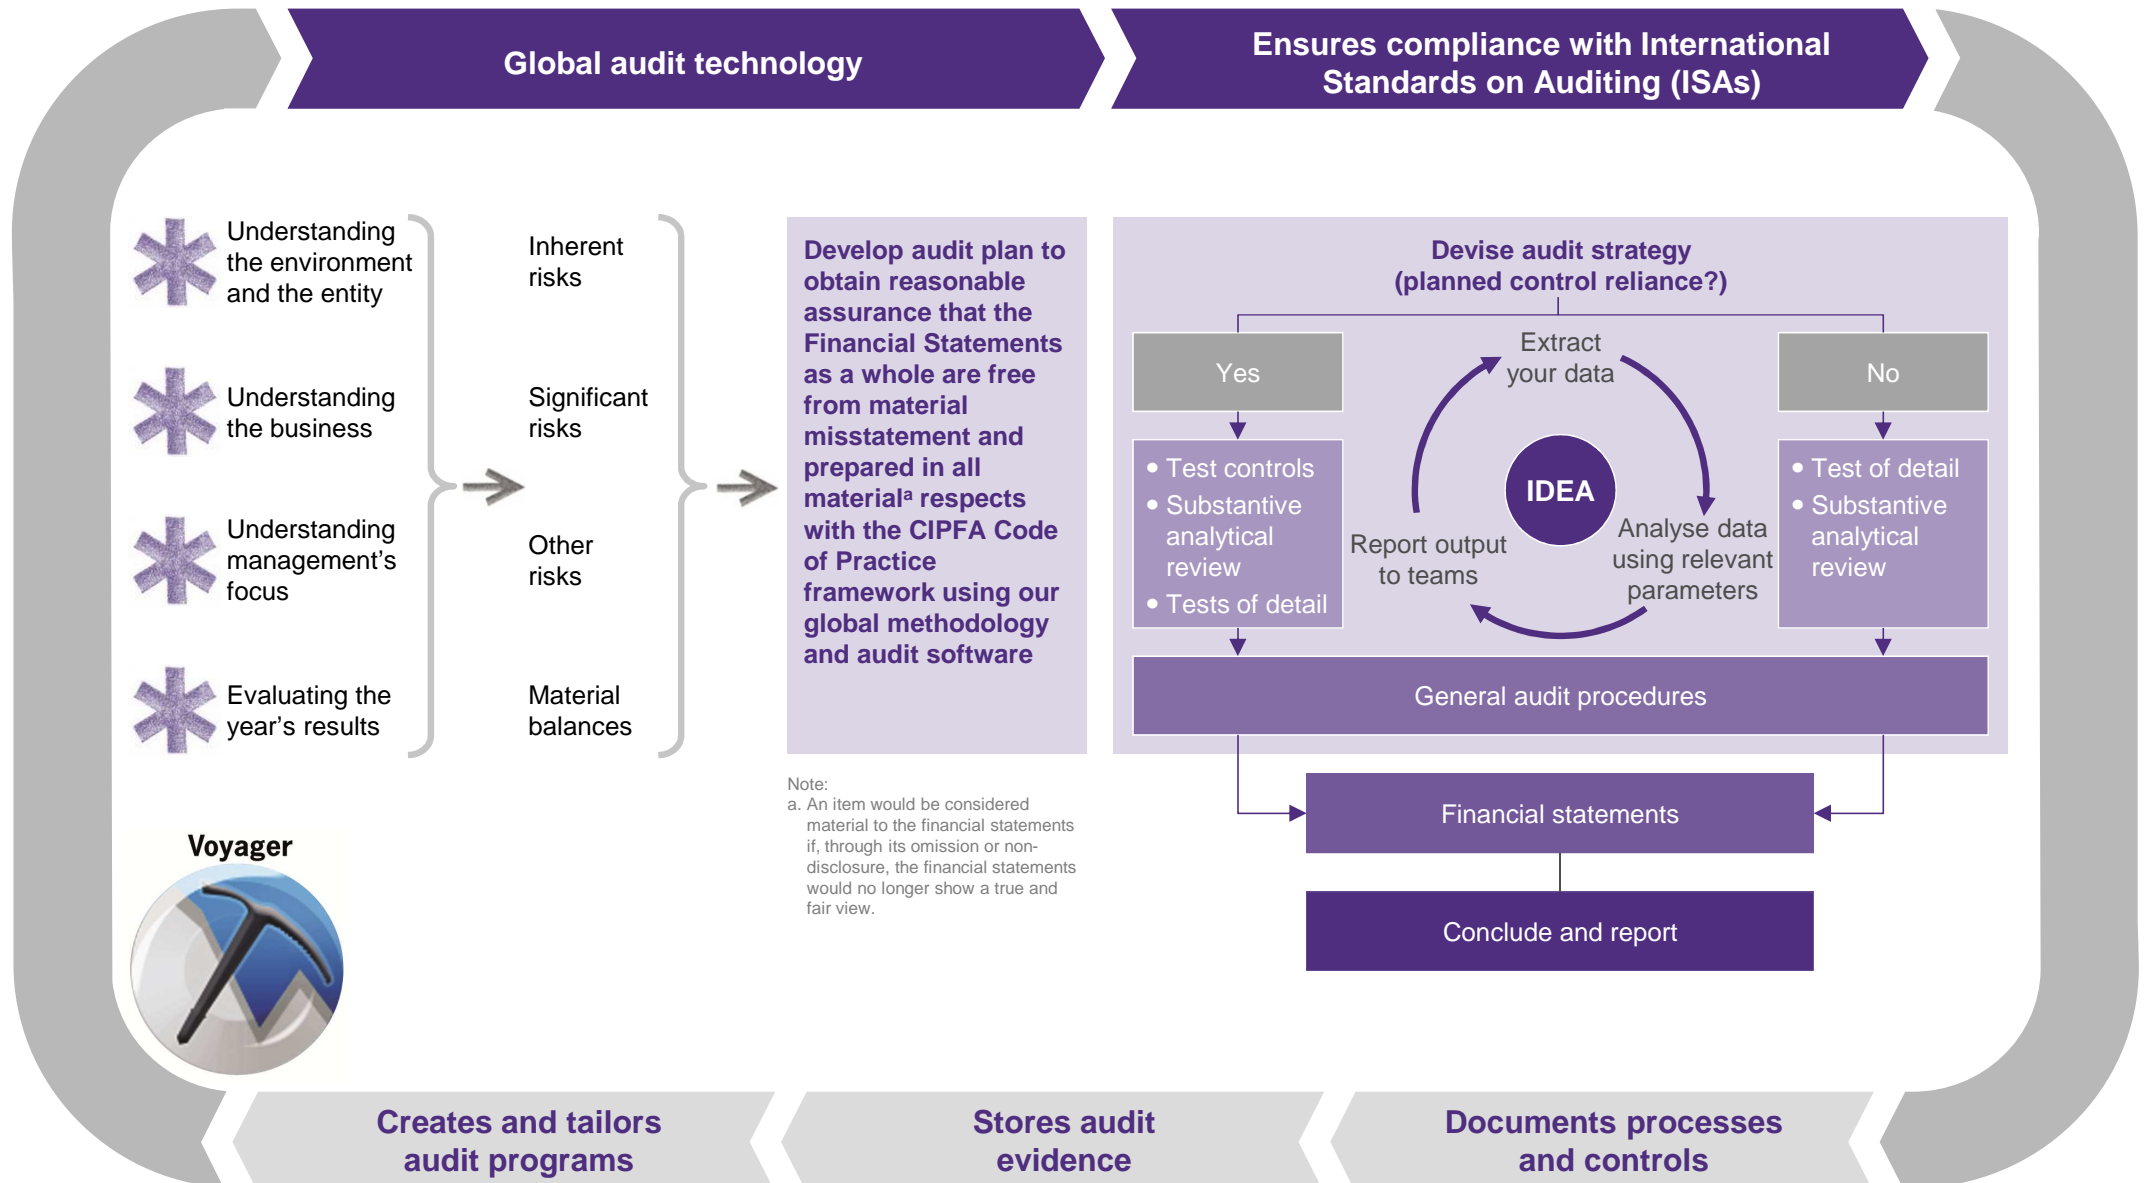 Global audit technology
Ensures compliance with International
Standards on Auditing (ISAs)
Understanding
the environment
and the entity
Understanding
the business
Understanding
management’s
focus
Evaluating the
year’s results
Inherent
risks
Significant
risks
Other
risks
Material
balances
Develop audit plan to
obtain reasonable
assurance that the
Financial Statements
as a whole are free
from material
misstatement and
prepared in all
materialᵃ respects
with the CIPFA Code
of Practice
framework using our
global methodology
and audit software
Note:
a. An item would be considered
material to the financial statements
if, through its omission or non-
disclosure, the financial statements
would no longer show a true and
fair view.
Devise audit strategy
(planned control reliance?)
Yes
• Test controls
• Substantive
analytical
review
• Tests of detail
Extract
your data
IDEA
Analyse data
using relevant
parameters
Report output
to teams
No
• Test of detail
• Substantive
analytical
review
General audit procedures
Financial statements
Conclude and report
Voyager
Creates and tailors
audit programs
Stores audit
evidence
Documents processes
and controls